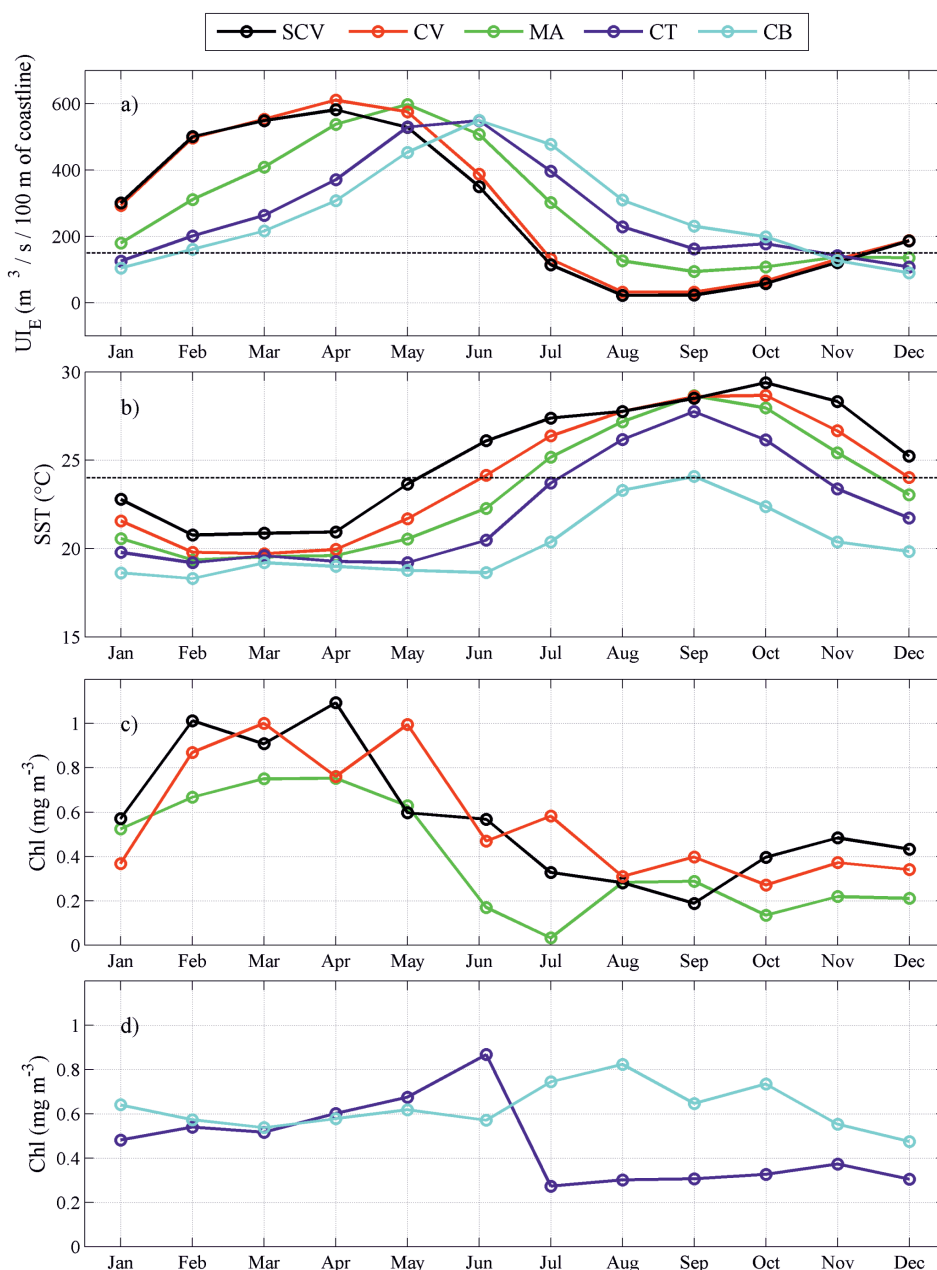 SCV CV MA CT CB
a)
UI_E (m^3 / s / 100 m of coastline)
600
400
200
0
Jan Feb Mar Apr May Jun Jul Aug Sep Oct Nov Dec
b)
SST (°C)
30
25
20
15
Jan Feb Mar Apr May Jun Jul Aug Sep Oct Nov Dec
c)
Chl (mg m^-3)
1
0.8
0.6
0.4
0.2
0
Jan Feb Mar Apr May Jun Jul Aug Sep Oct Nov Dec
d)
Chl (mg m^-3)
1
0.8
0.6
0.4
0.2
0
Jan Feb Mar Apr May Jun Jul Aug Sep Oct Nov Dec